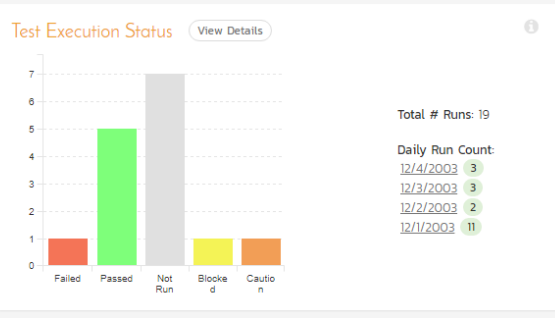 Test Execution Status
View Details
7
6
5
4
3
2
1
0
Failed
Passed
Not
Run
Blocke
d
Cautio
n
Total # Runs: 19
Daily Run Count:
12/4/2003 3
12/3/2003 3
12/2/2003 2
12/1/2003 11